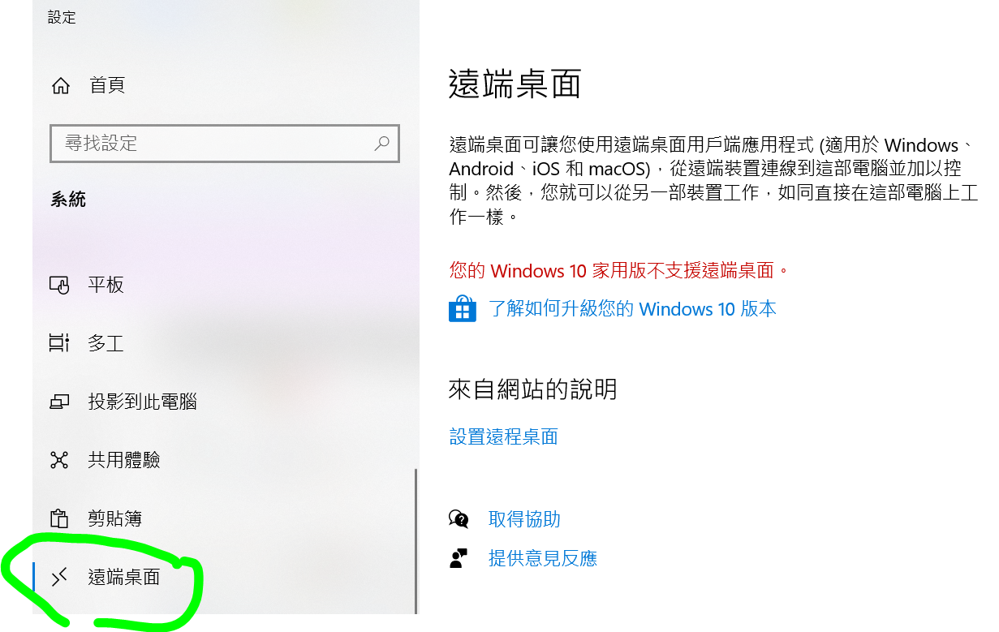 設定
首頁
尋找設定
系統
平板
多工
投影到此電腦
共用體驗
剪貼簿
遠端桌面
遠端桌面
遠端桌面可讓您使用遠端桌面用戶端應用程式 (適用於 Windows、
Android、iOS 和 macOS)，從遠端裝置連線到這部電腦並加以控
制。然後，您就可以從另一部裝置工作，如同直接在這部電腦上工
作一樣。
您的 Windows 10 家用版不支援遠端桌面。
了解如何升級您的 Windows 10 版本
來自網站的說明
設置遠程桌面
取得協助
提供意見反應